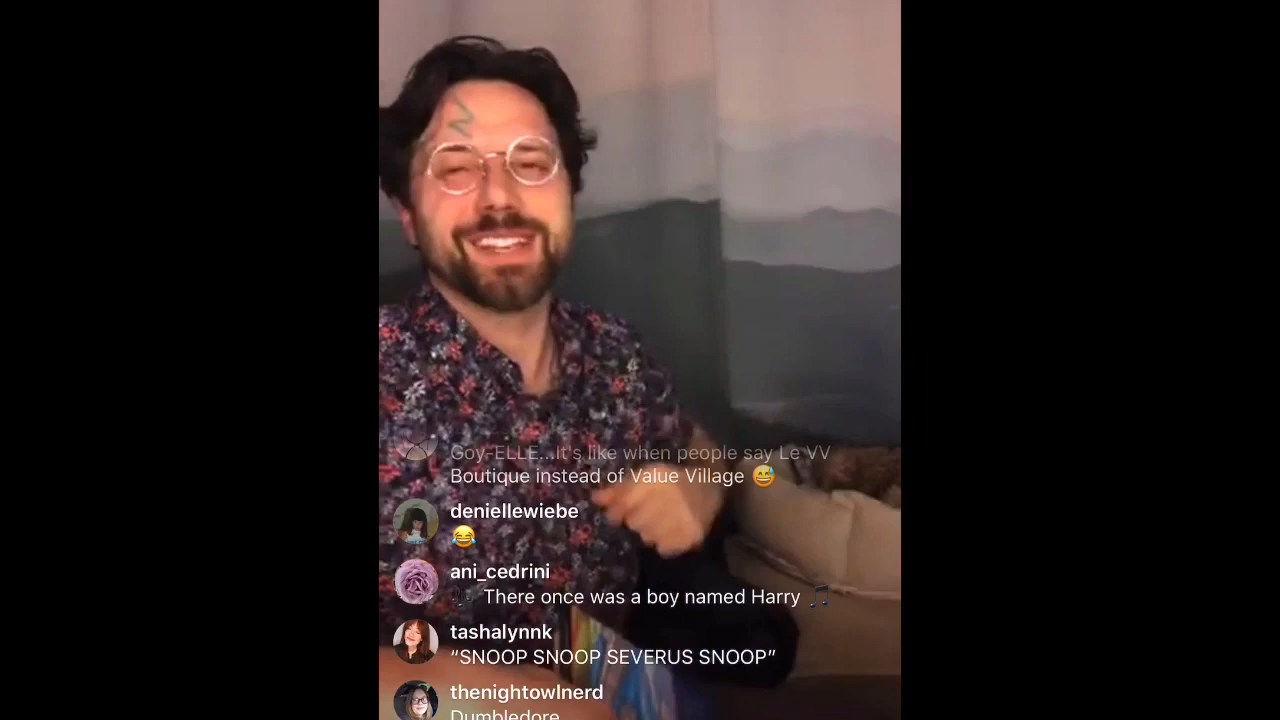 Goy-ELLE...it's like when people say Le VV
Boutique instead of Value Village 😅
deniellewiebe
😂
ani_cedrini
🎶 There once was a boy named Harry 🎵
tashalynnk
“SNOOP SNOOP SEVERUS SNOOP”
thenightowlnerd
Dumbledore